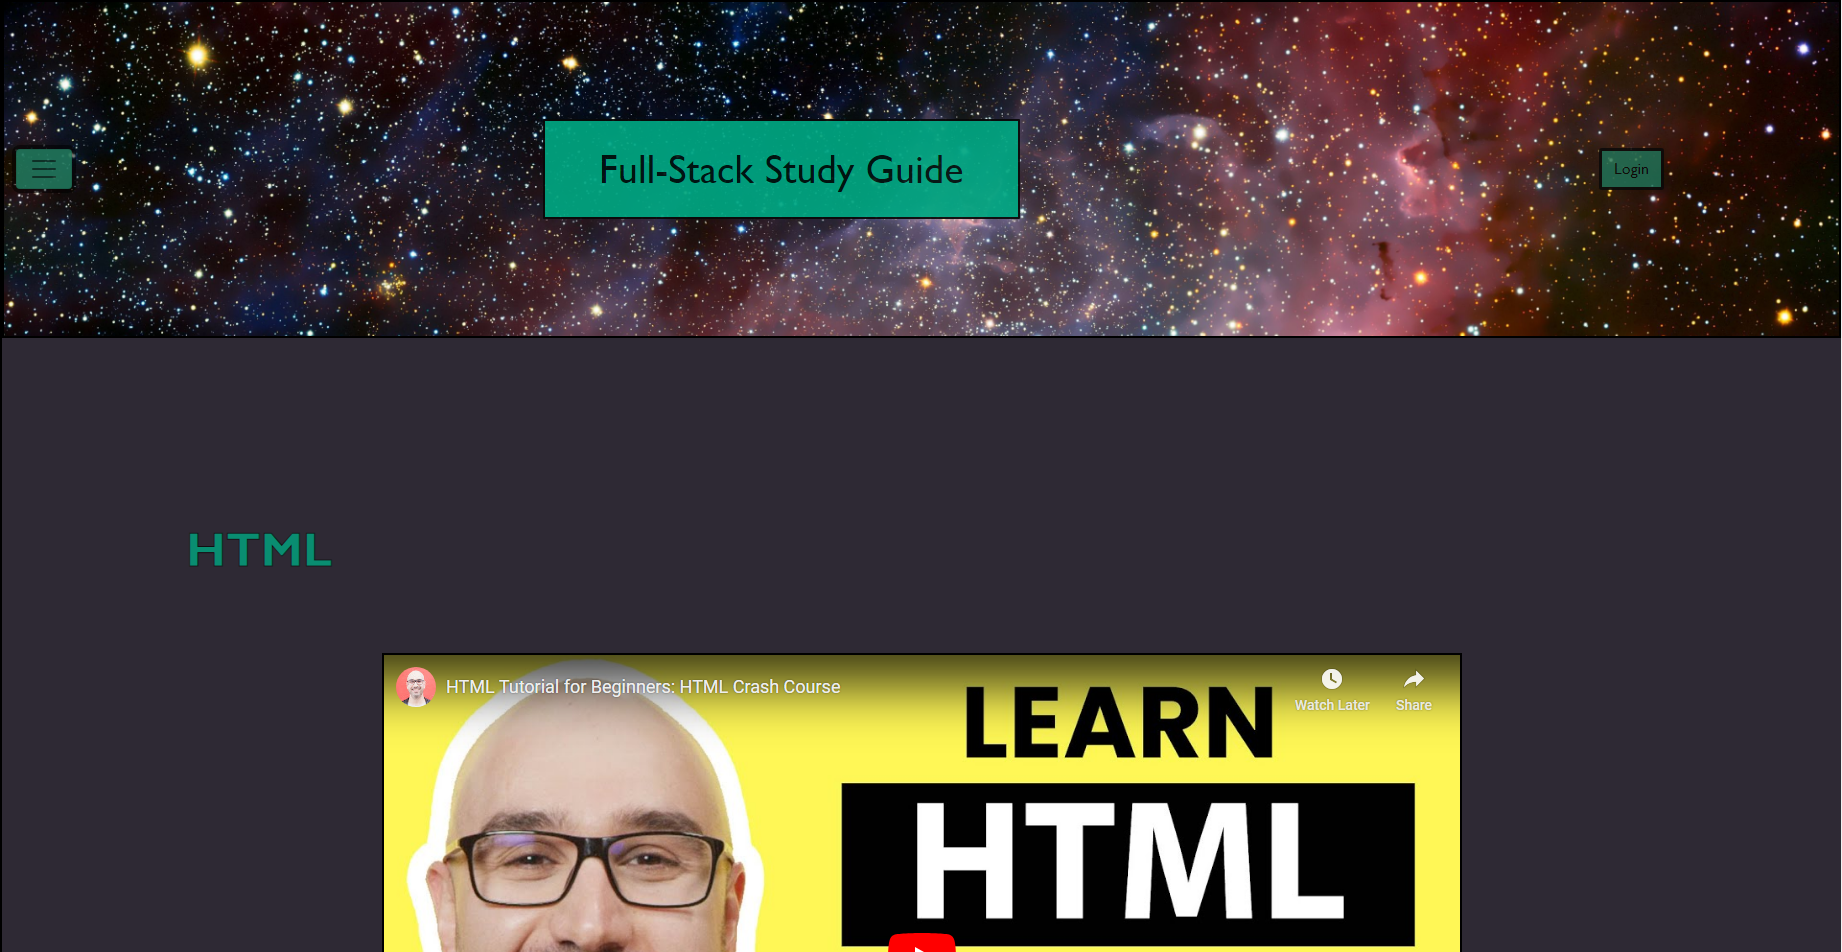 Full-Stack Study Guide
Login
HTML
HTML Tutorial for Beginners: HTML Crash Course
Watch Later
Share
LEARN
HTML